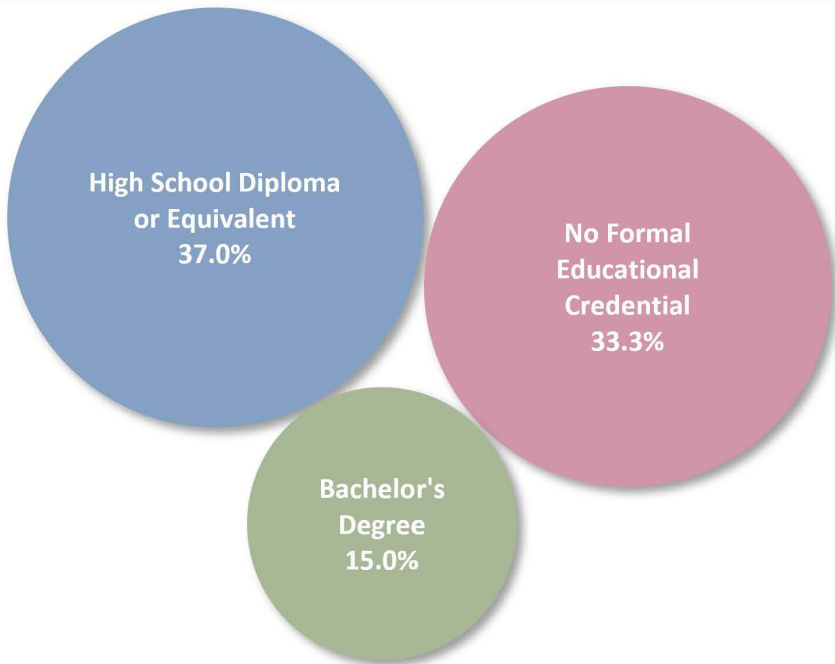 High School Diploma
or Equivalent
37.0%
No Formal
Educational
Credential
33.3%
Bachelor's
Degree
15.0%